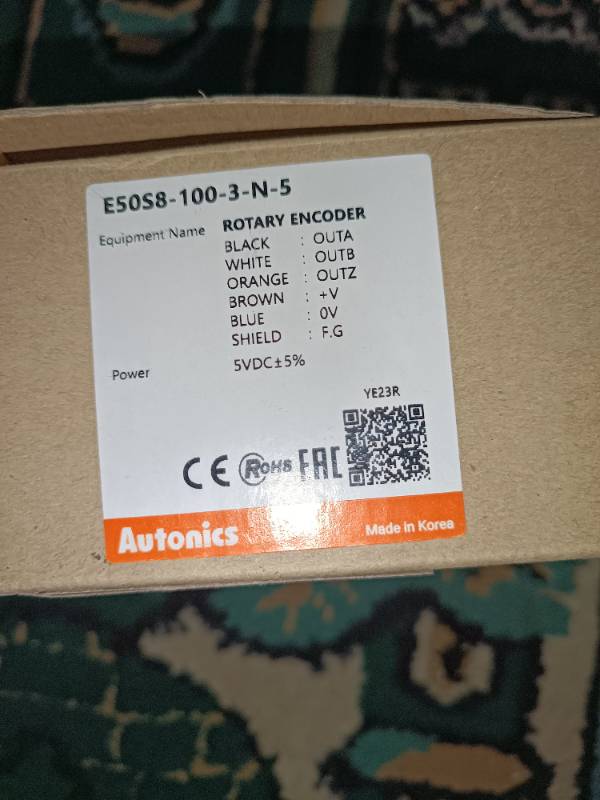 E50S8-100-3-N-5
Equipment Name ROTARY ENCODER
BLACK : OUTA
WHITE : OUTB
ORANGE : OUTZ
BROWN : +V
BLUE : 0V
SHIELD : F.G
Power 5VDC±5%
YE23R
CE RoHS EAC
Autonics Made in Korea